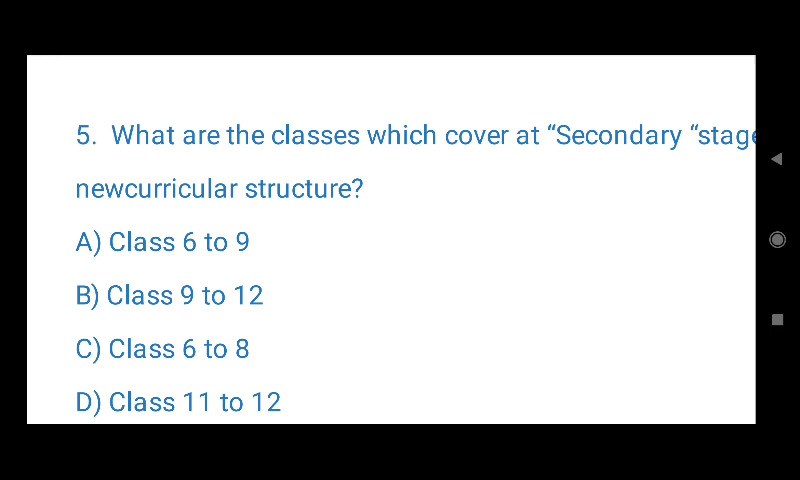 5. What are the classes which cover at “Secondary “stage
newcurricular structure?
A) Class 6 to 9
B) Class 9 to 12
C) Class 6 to 8
D) Class 11 to 12